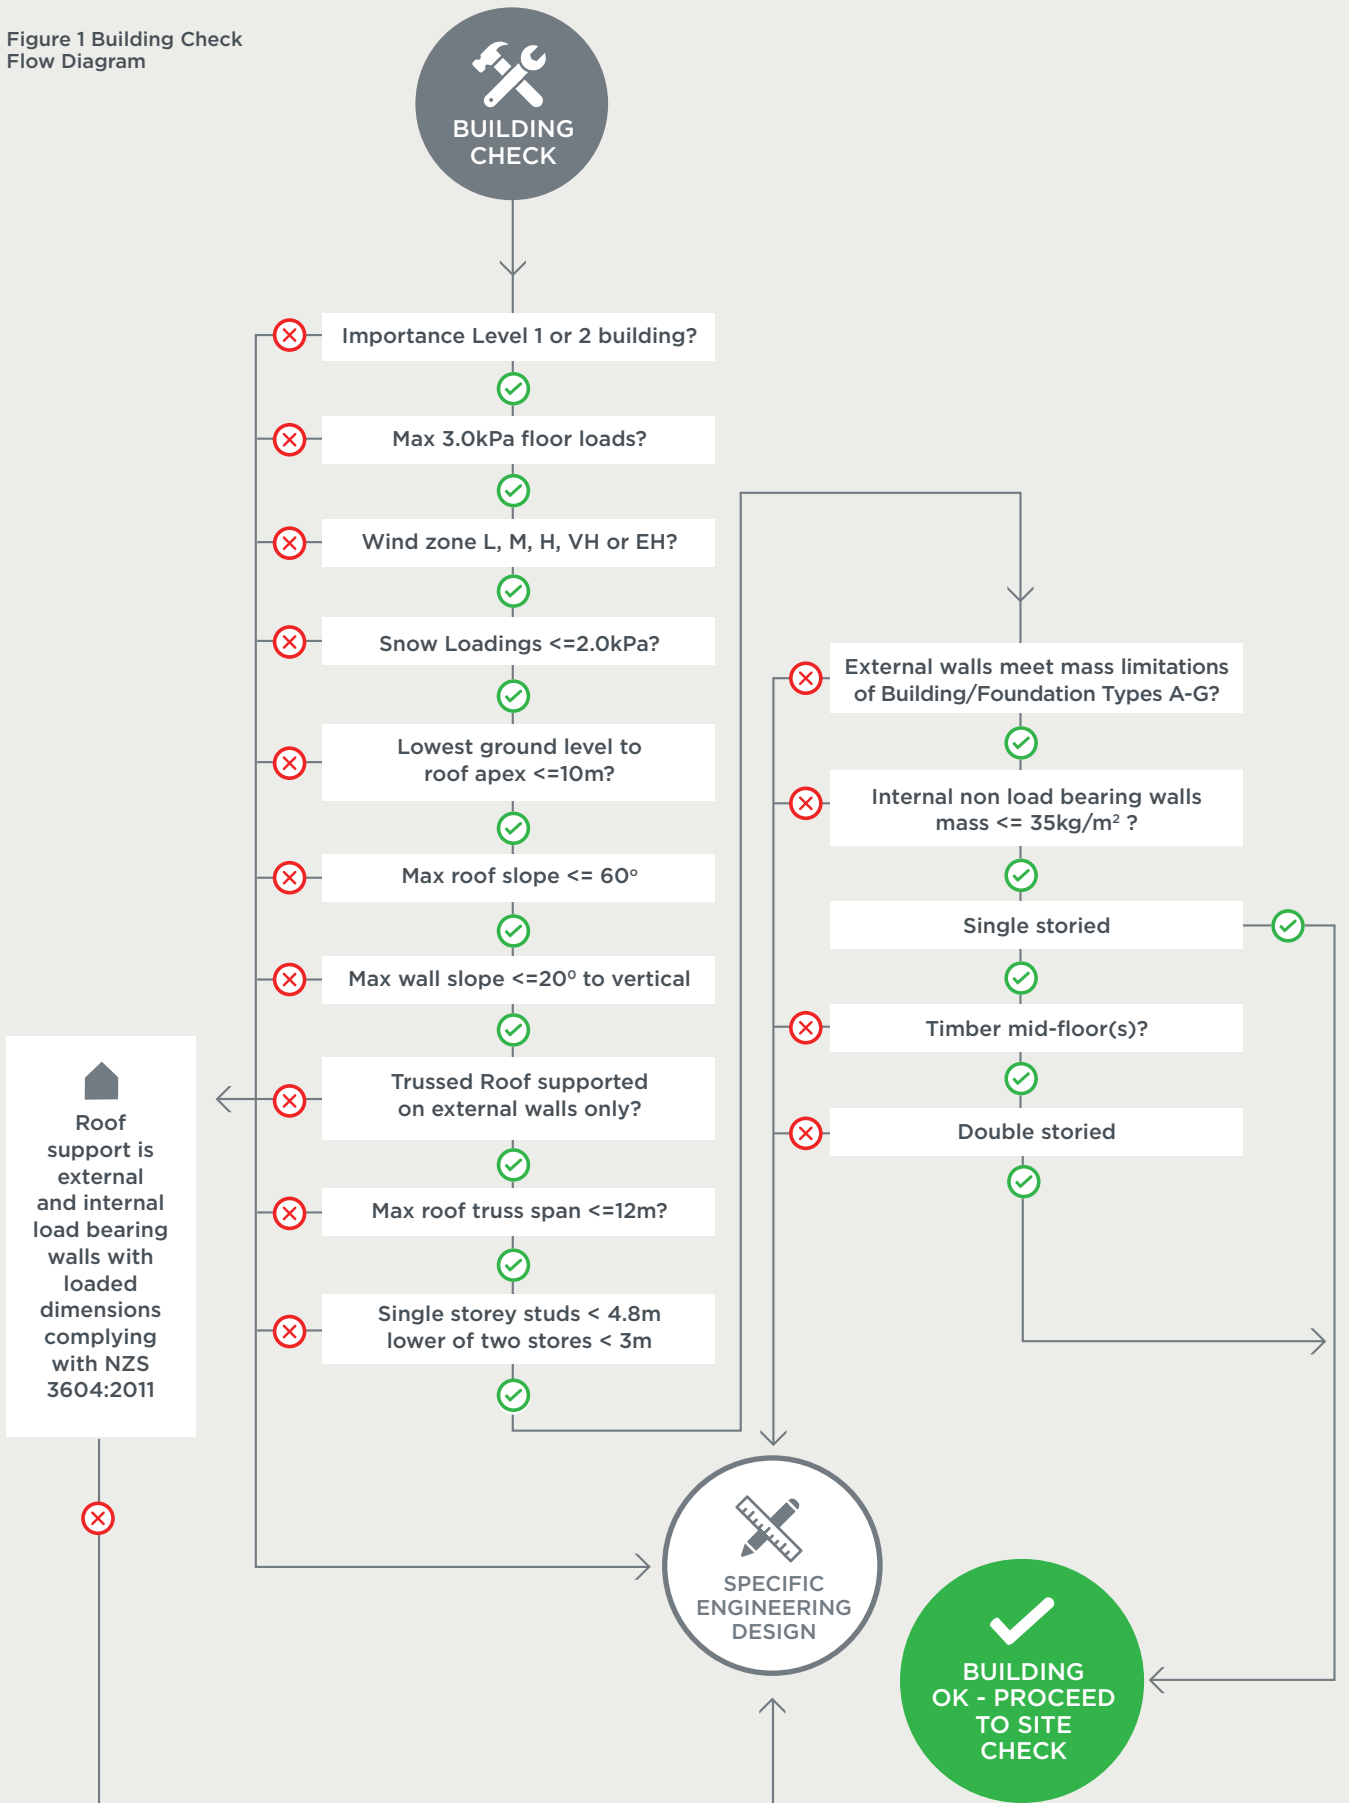 Figure 1 Building Check
Flow Diagram
BUILDING
CHECK
Importance Level 1 or 2 building?
Max 3.0kPa floor loads?
Wind zone L, M, H, VH or EH?
Snow Loadings <=2.0kPa?
Lowest ground level to
roof apex <=10m?
Max roof slope <= 60°
Max wall slope <=20⁰ to vertical
Trussed Roof supported
on external walls only?
Max roof truss span <=12m?
Single storey studs < 4.8m
lower of two stores < 3m
Roof
support is
external
and internal
load bearing
walls with
loaded
dimensions
complying
with NZS
3604:2011
External walls meet mass limitations
of Building/Foundation Types A-G?
Internal non load bearing walls
mass <= 35kg/m² ?
Single storied
Timber mid-floor(s)?
Double storied
SPECIFIC
ENGINEERING
DESIGN
BUILDING
OK - PROCEED
TO SITE
CHECK